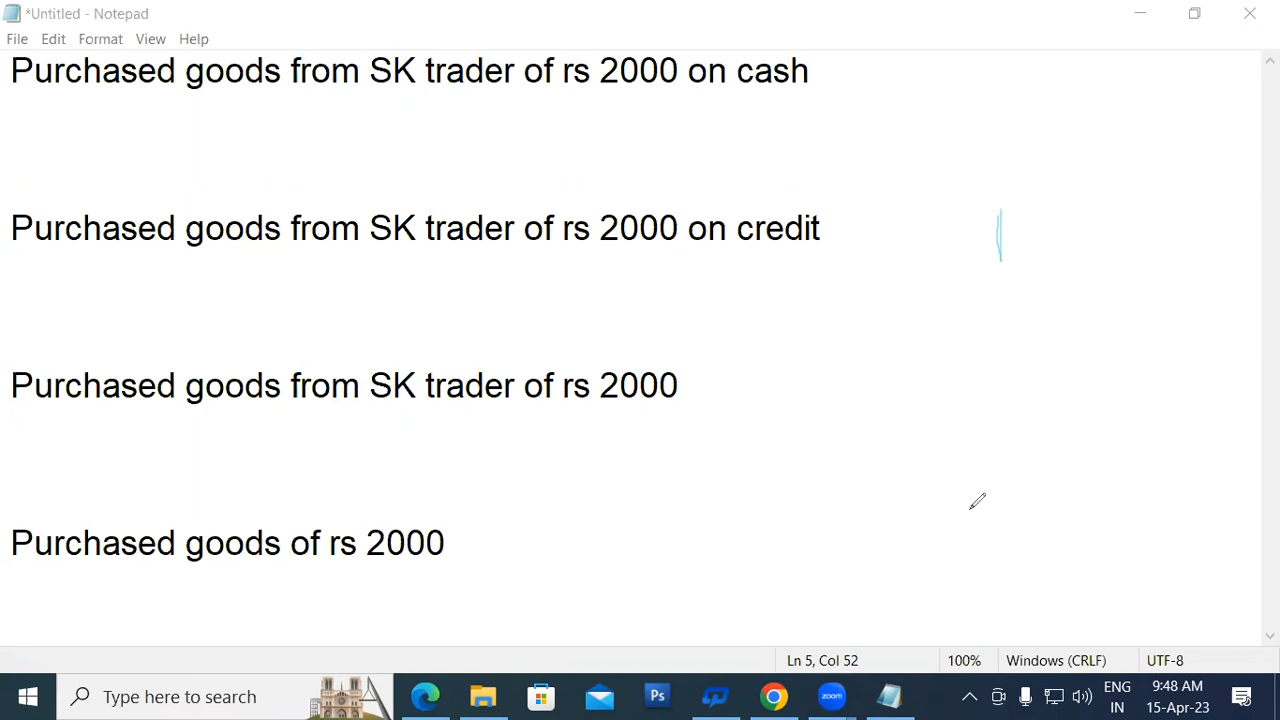 *Untitled - Notepad
File Edit Format View Help
Purchased goods from SK trader of rs 2000 on cash
Purchased goods from SK trader of rs 2000 on credit
Purchased goods from SK trader of rs 2000
Purchased goods of rs 2000
Ln 5, Col 52 100% Windows (CRLF) UTF-8
Type here to search Ps zoom ENG 9:48 AM
IN 15-Apr-23